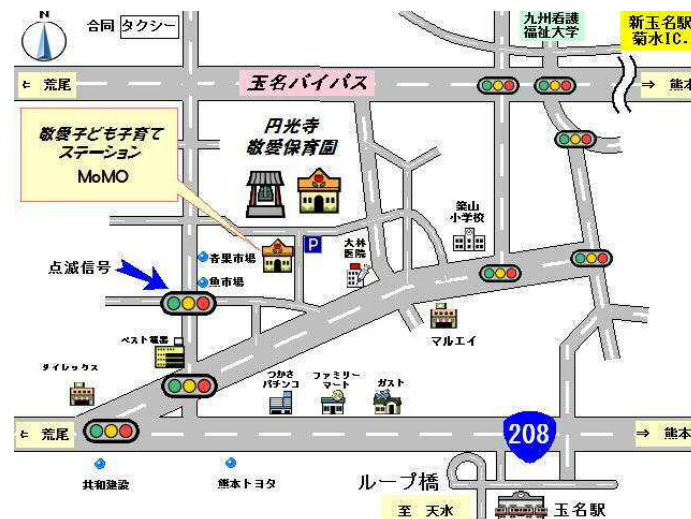 合同 タクシー
九州看護
福祉大学
新玉名駅
菊水IC.
⇐ 荒尾
玉名バイパス
⇒ 熊本
敬愛子ども子育て
ステーション
MoMO
円光寺
敬愛保育園
築山
小学校
P
大林
医院
青果市場
点滅信号
魚市場
マルエイ
ベスト電器
ダイレックス
つかさ
パチンコ
ファミリー
マート
ガスト
⇐ 荒尾
208
⇒ 熊本
共和建設
熊本トヨタ
ループ橋
至 天水
玉名駅